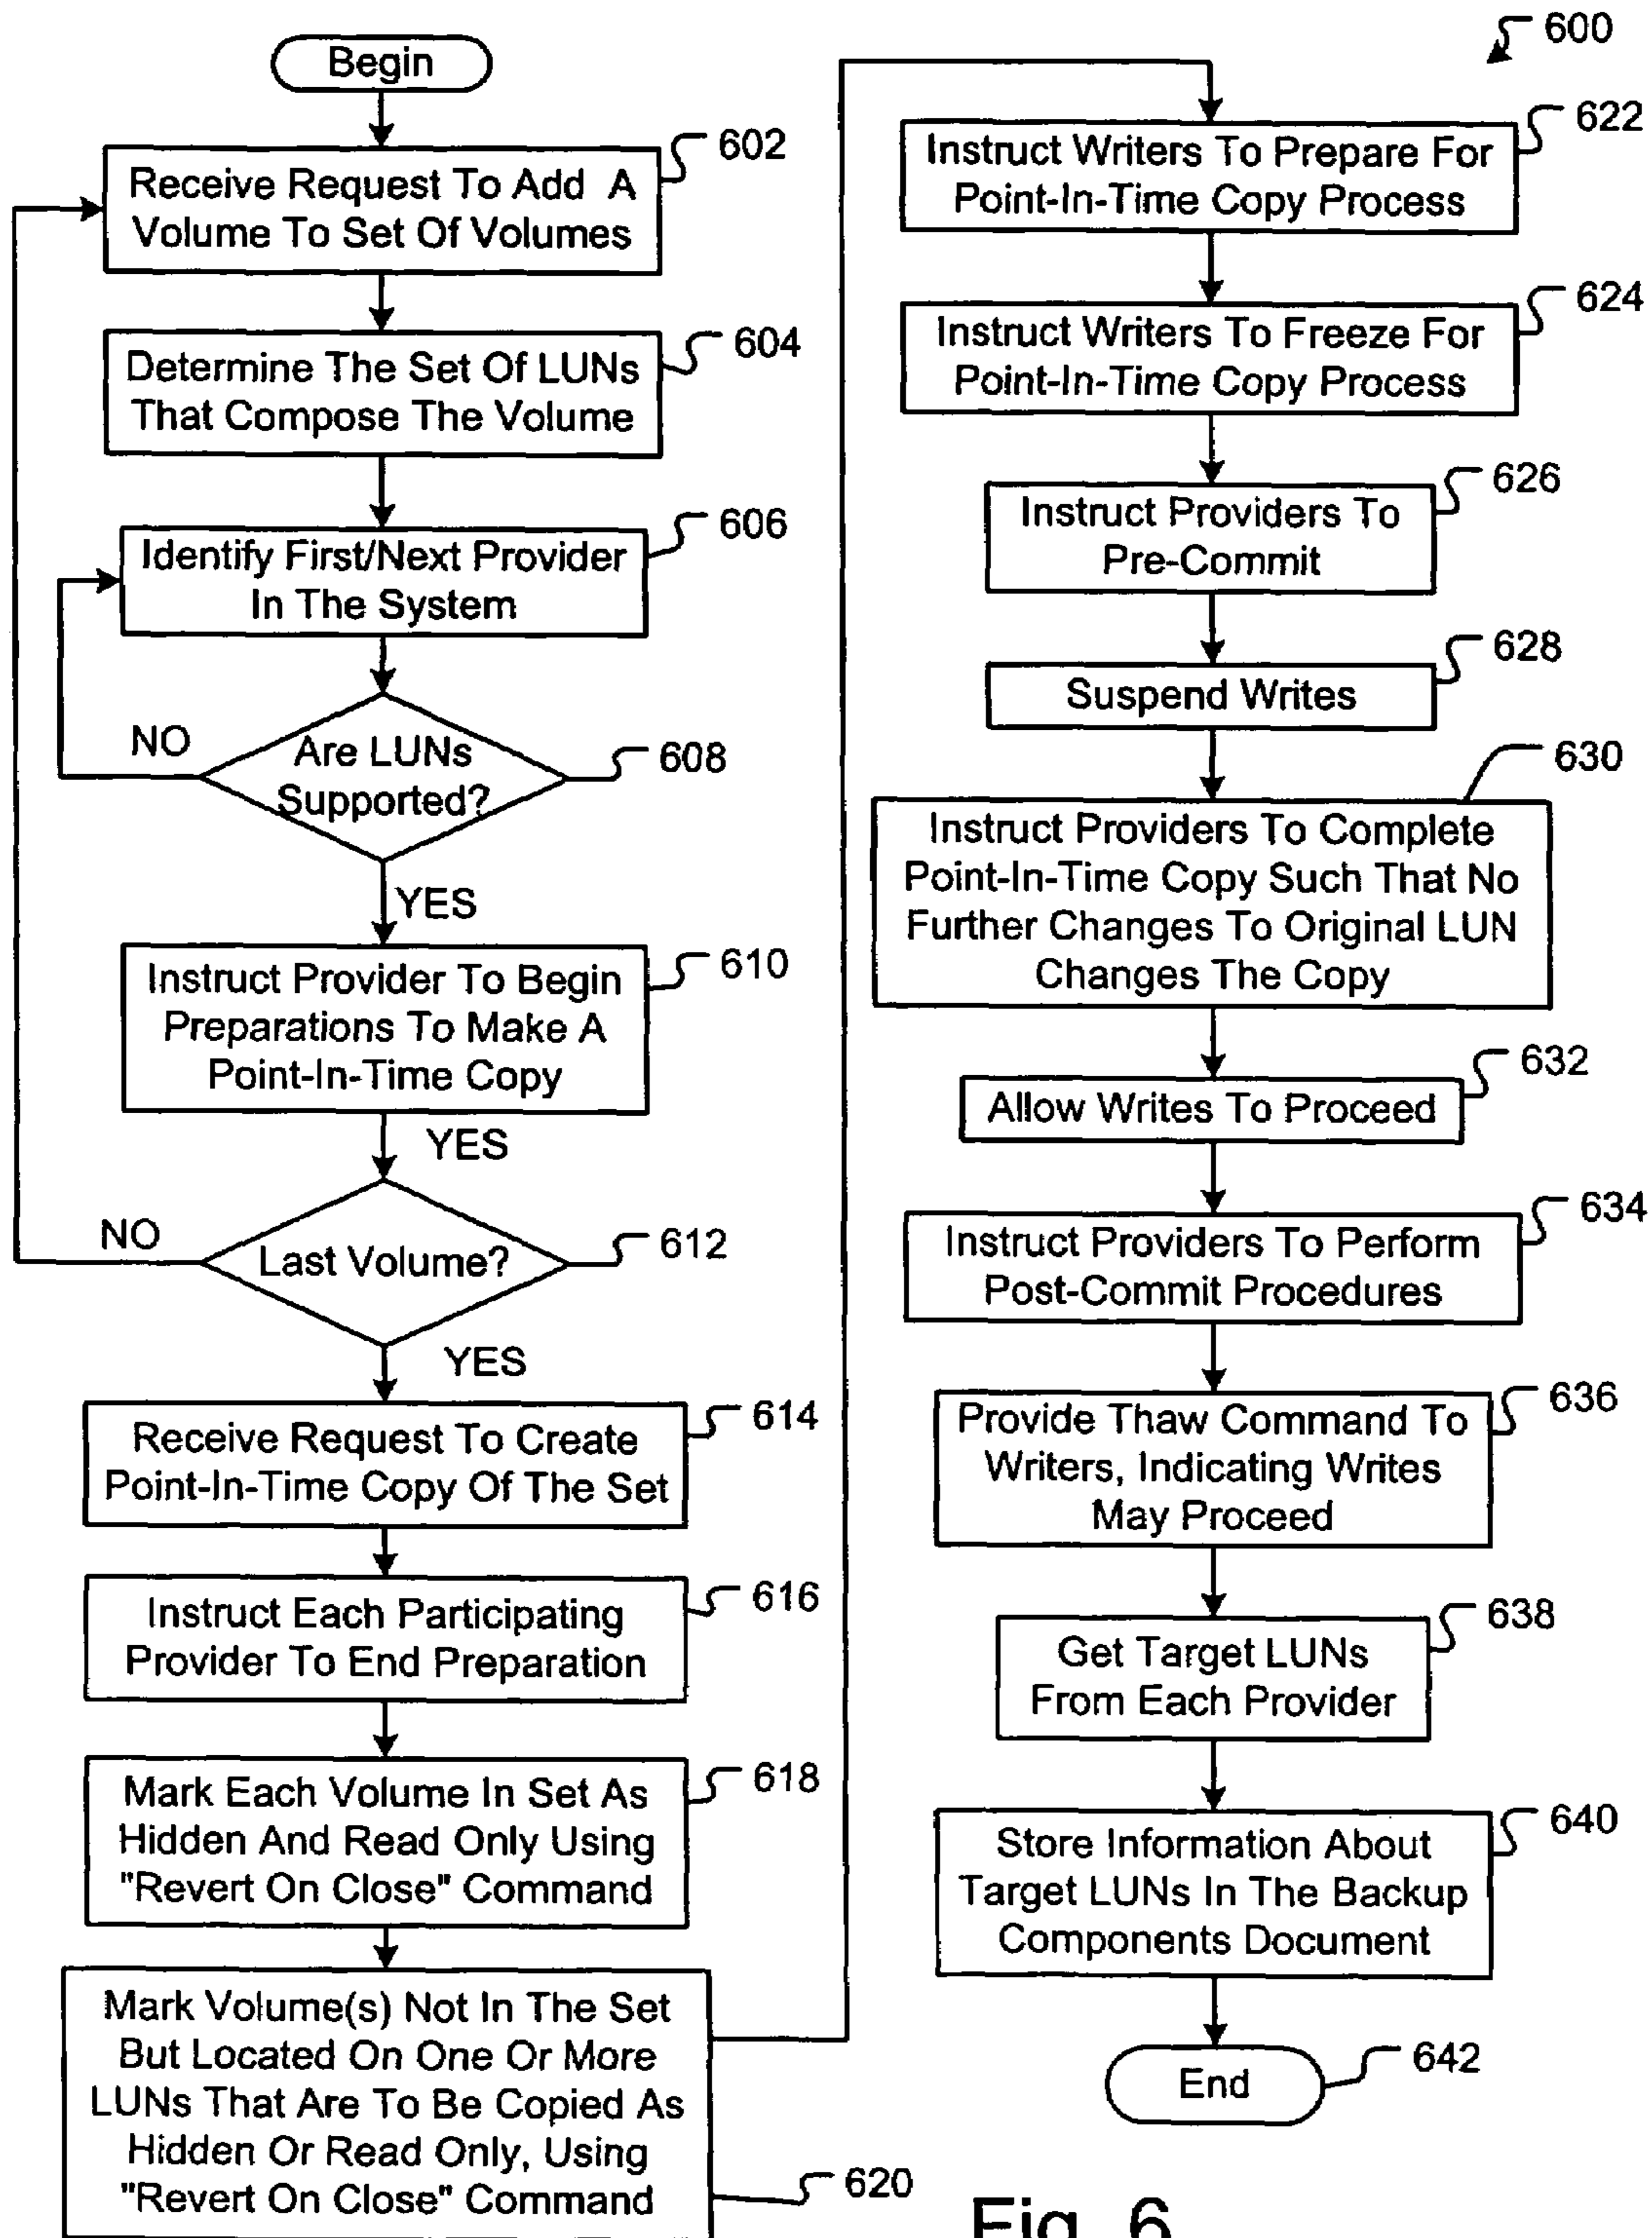 Begin
602
Receive Request To Add A
Volume To Set Of Volumes
604
Determine The Set Of LUNs
That Compose The Volume
606
Identify First/Next Provider
In The System
NO
Are LUNs
Supported?
608
YES
Instruct Provider To Begin
Preparations To Make A
Point-In-Time Copy
610
YES
NO
Last Volume?
612
YES
Receive Request To Create
Point-In-Time Copy Of The Set
614
Instruct Each Participating
Provider To End Preparation
616
Mark Each Volume In Set As
Hidden And Read Only Using
"Revert On Close" Command
618
Mark Volume(s) Not In The Set
But Located On One Or More
LUNs That Are To Be Copied As
Hidden Or Read Only, Using
"Revert On Close" Command
620
600
622
Instruct Writers To Prepare For
Point-In-Time Copy Process
624
Instruct Writers To Freeze For
Point-In-Time Copy Process
626
Instruct Providers To
Pre-Commit
628
Suspend Writes
630
Instruct Providers To Complete
Point-In-Time Copy Such That No
Further Changes To Original LUN
Changes The Copy
632
Allow Writes To Proceed
634
Instruct Providers To Perform
Post-Commit Procedures
636
Provide Thaw Command To
Writers, Indicating Writes
May Proceed
638
Get Target LUNs
From Each Provider
640
Store Information About
Target LUNs In The Backup
Components Document
End
642
Fig. 6